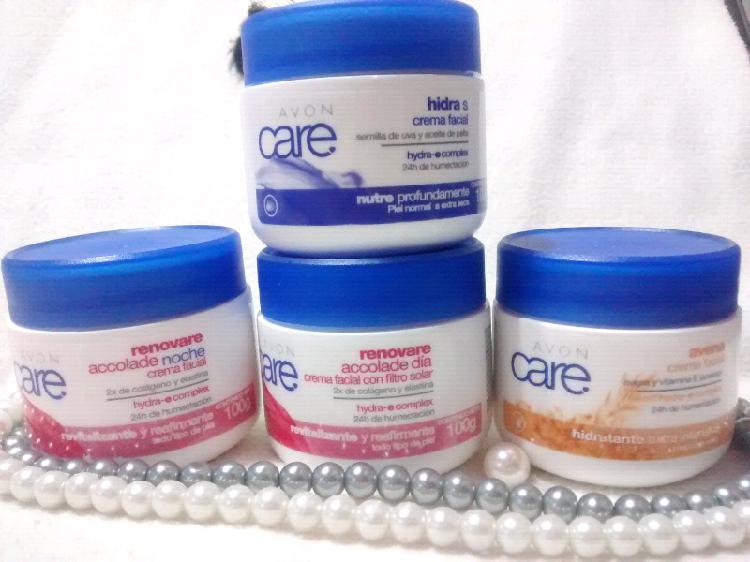 AVON
care.
hidra s
crema facial
semilla de uva y aceite de palta
hydra-e complex
24h de humectación
nutre profundamente
Piel normal a extra seca
AVON
care.
renovare
accolade noche
crema facial
2x de colágeno y elastina
hydra-e complex
24h de humectación
100g
revitalizante y reafirmante
todo tipo de piel
AVON
care.
renovare
accolade día
crema facial con filtro solar
2x de colágeno y elastina
hydra-e complex
24h de humectación
100g
revitalizante y reafirmante
todo tipo de piel
AVON
care.
avena
crema facial
y vitamina E
24h de humectación
hidratante